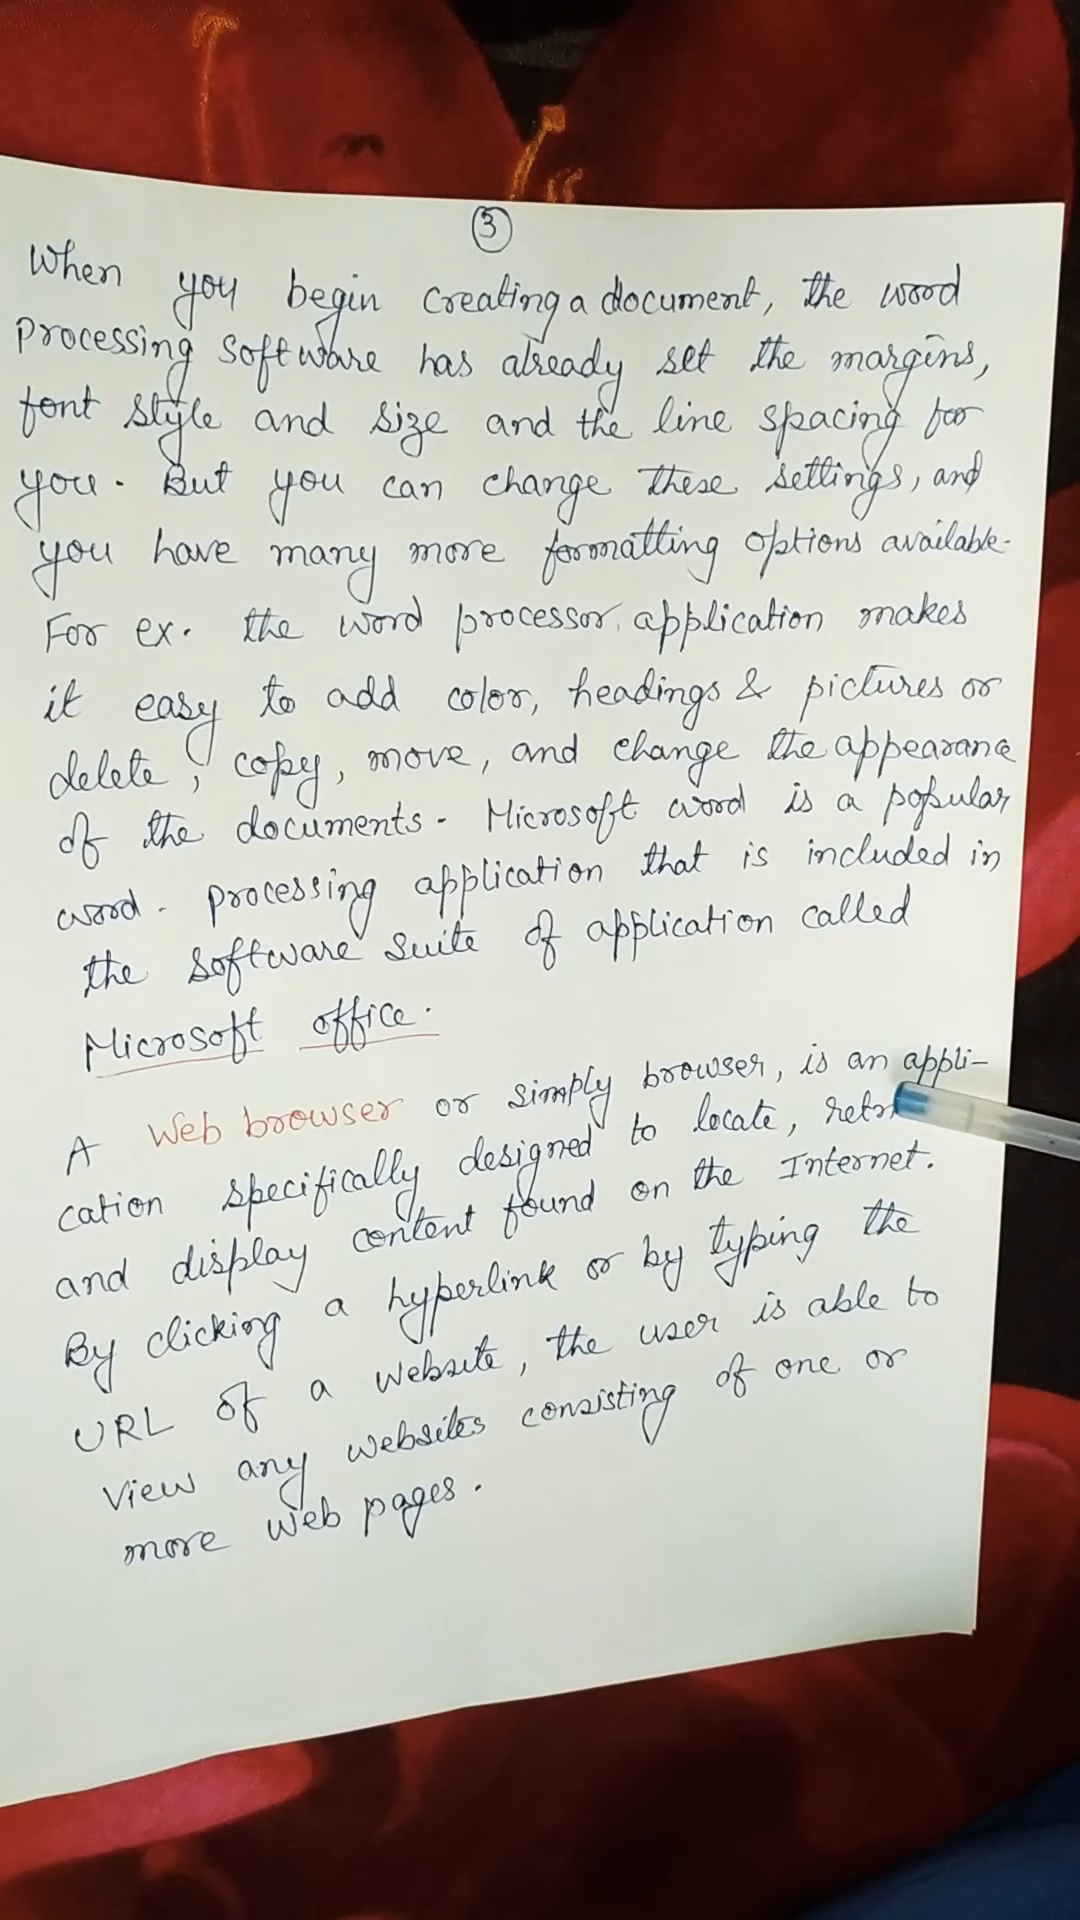 3
When you begin creating a document, the word
processing software has already set the margins,
font style and size and the line spacing for
you. But you can change these settings, and
you have many more formatting options available.
For ex. the word processor application makes
it easy to add color, headings & pictures or
delete, copy, move, and change the appearance
of the documents. Microsoft word is a popular
word processing application that is included in
the software suite of application called
Microsoft office.
A Web browser or simply browser, is an appli-
cation specifically designed to locate,
and display content found on the Internet.
By clicking a hyperlink or by typing the
URL of a website, the user is able to
view any websites consisting of one or
more web pages.